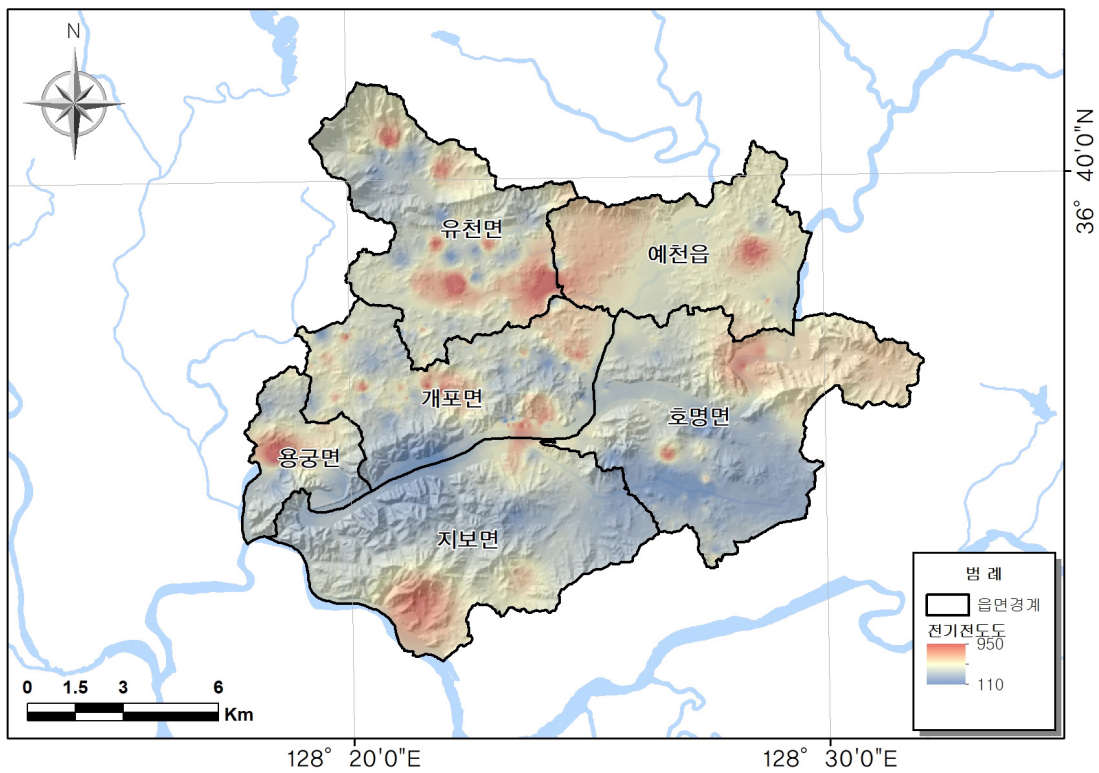 N
40'0"N
36°
유천면
예천읍
개포면
호명면
용궁면
지보면
범 례
읍면경계
전기전도도
950
110
0 1.5 3 6
Km
128° 20'0"E
128° 30'0"E